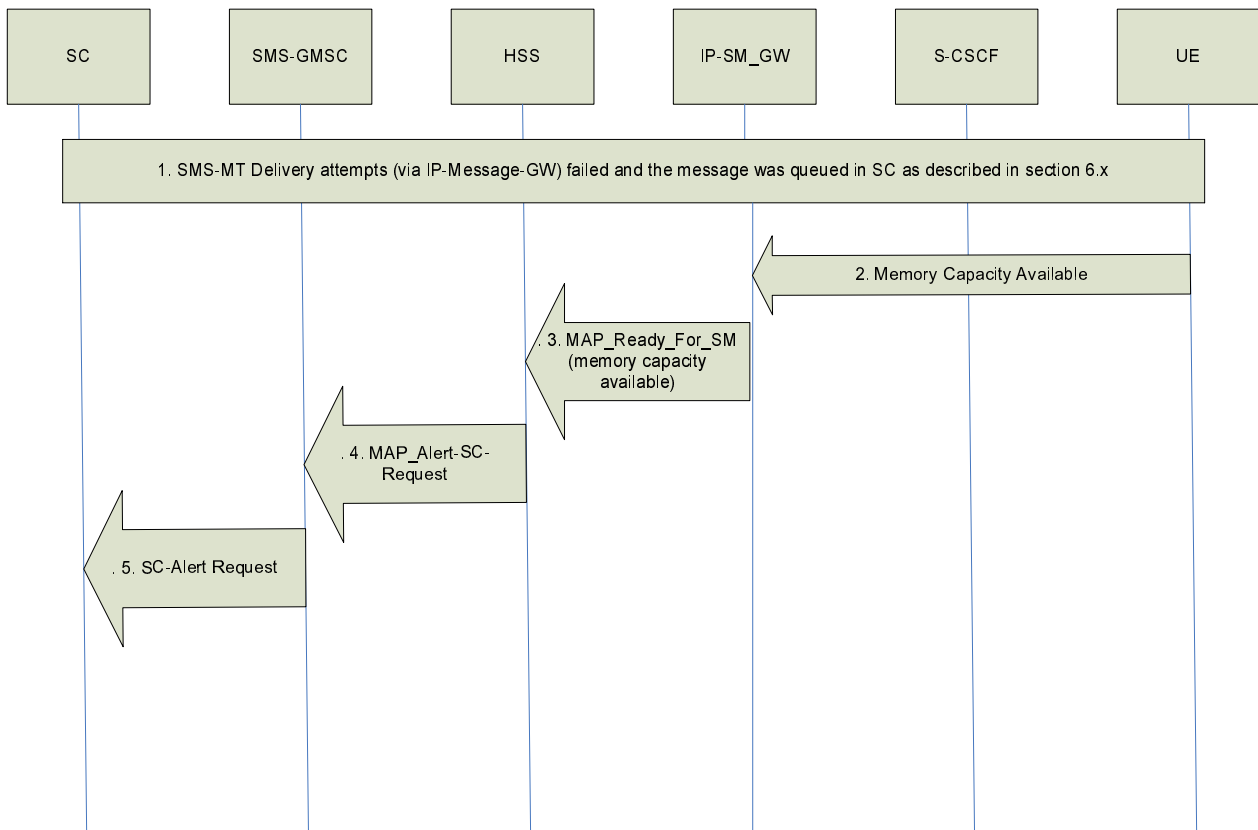 SC
SMS-GMSC
HSS
IP-SM_GW
S-CSCF
UE
1. SMS-MT Delivery attempts (via IP-Message-GW) failed and the message was queued in SC as described in section 6.x
2. Memory Capacity Available
. 3. MAP_Ready_For_SM
(memory capacity
available)
. 4. MAP_Alert-SC-
Request
. 5. SC-Alert Request